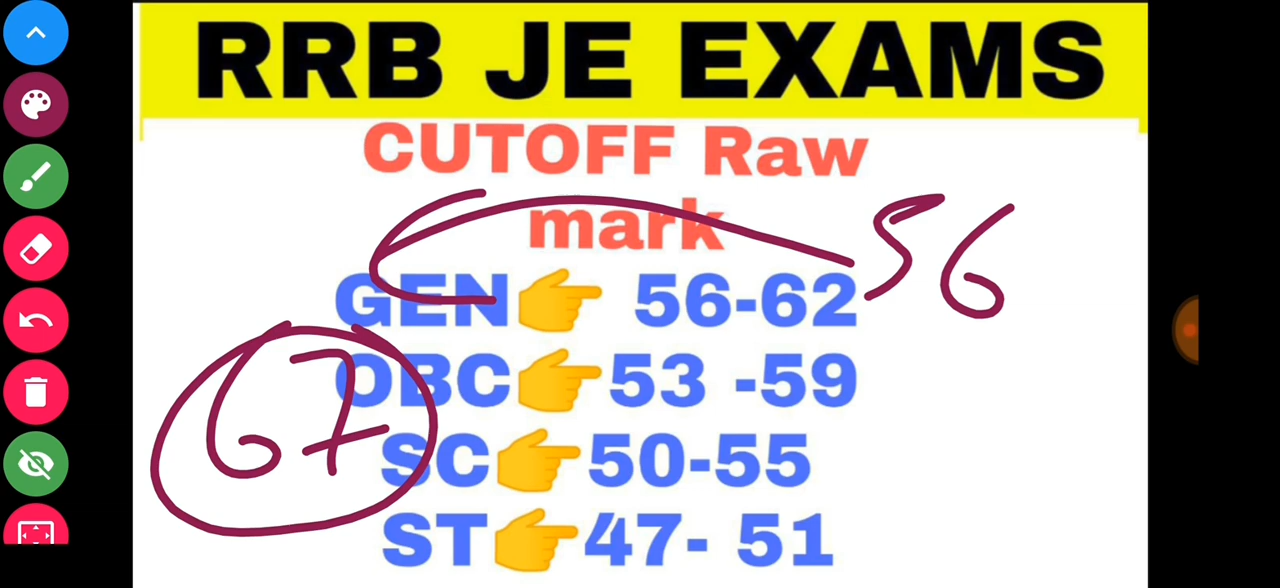 RRB JE EXAMS
CUTOFF Raw
mark
56
GEN👉 56-62
OBC👉53 -59
67
SC👉50-55
ST👉47- 51